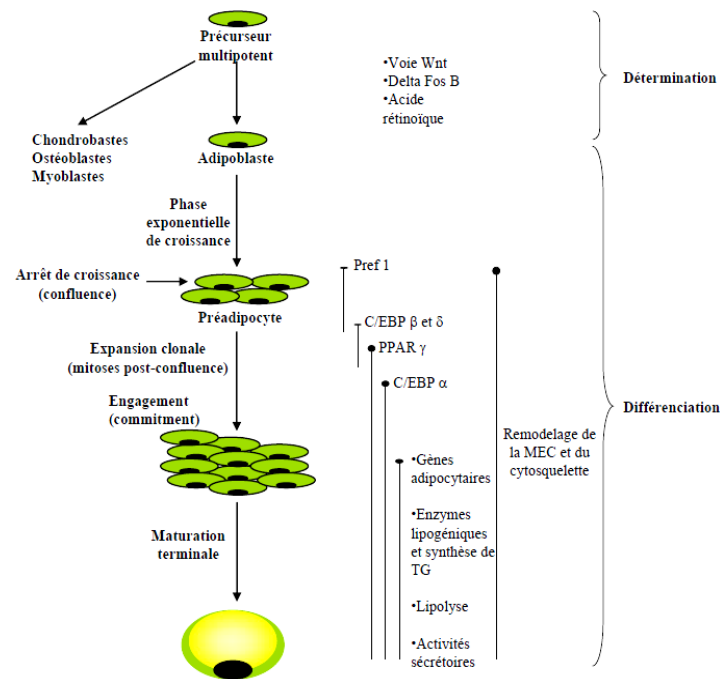 Précurseur
multipotent
•Voie Wnt
•Delta Fos B
•Acide
rétinoïque
Détermination
Chondrobastes
Ostéoblastes
Myoblastes
Adipoblaste
Phase
exponentielle
de croissance
Arrêt de croissance
(confluence)
Préadipocyte
Pref 1
C/EBP β et δ
PPAR γ
C/EBP α
Expansion clonale
(mitoses post-confluence)
Engagement
(commitment)
Différenciation
Remodelage de
la MEC et du
cytosquelette
•Gènes
adipocytaires
•Enzymes
lipogéniques
et synthèse de
TG
•Lipolyse
•Activités
sécrétoires
Maturation
terminale